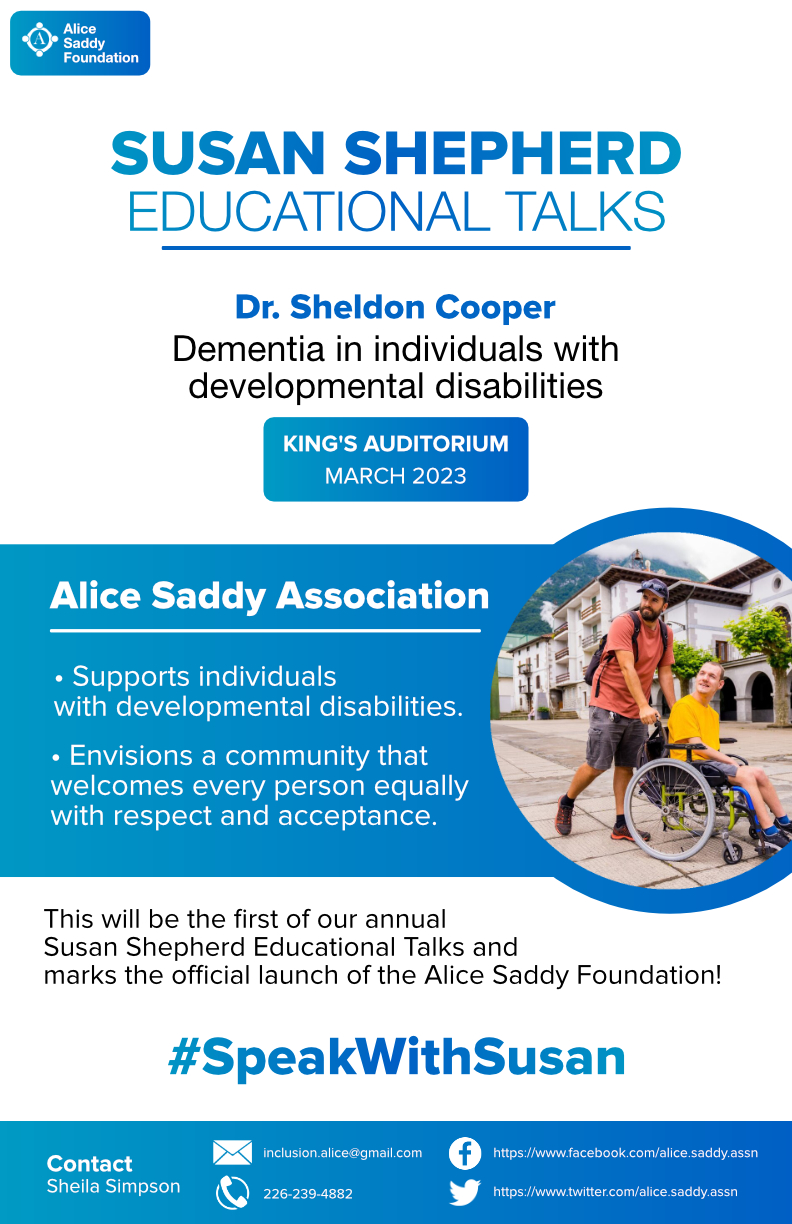 Alice
Saddy
Foundation
A
SUSAN SHEPHERD
EDUCATIONAL TALKS
Dr. Sheldon Cooper
Dementia in individuals with
developmental disabilities
KING'S AUDITORIUM
MARCH 2023
Alice Saddy Association
• Supports individuals
with developmental disabilities.
• Envisions a community that
welcomes every person equally
with respect and acceptance.
This will be the first of our annual
Susan Shepherd Educational Talks and
marks the official launch of the Alice Saddy Foundation!
#SpeakWithSusan
Contact
Sheila Simpson
inclusion.alice@gmail.com
226-239-4882
https://www.facebook.com/alice.saddy.assn
https://www.twitter.com/alice.saddy.assn